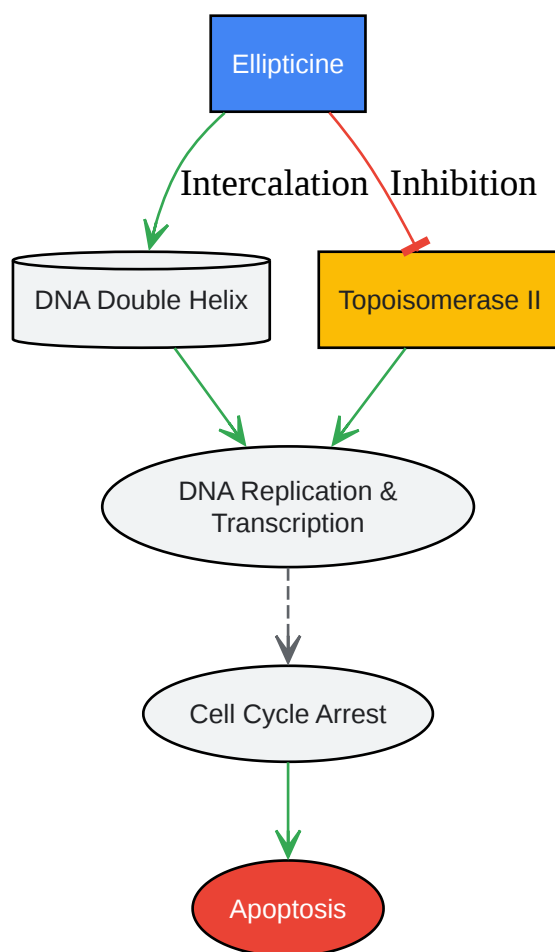 Ellipticine
Intercalation
Inhibition
DNA Double Helix
Topoisomerase II
DNA Replication &
Transcription
Cell Cycle Arrest
Apoptosis